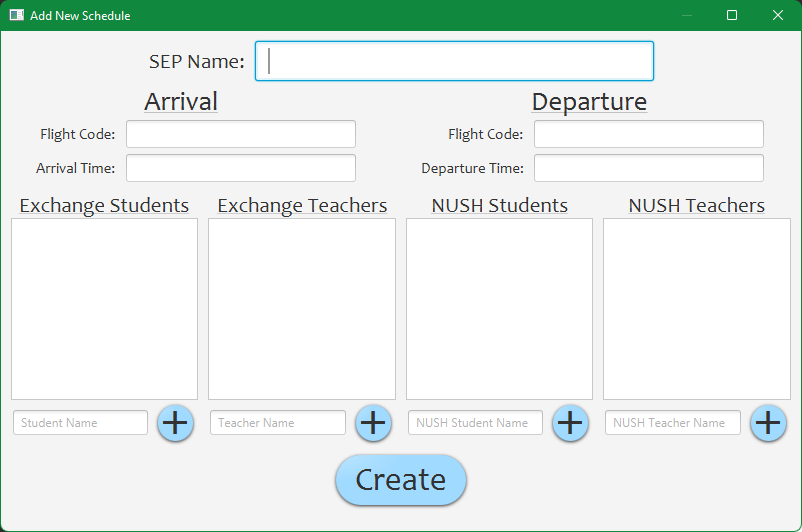 Add New Schedule
SEP Name:
Arrival
Departure
Flight Code:
Flight Code:
Arrival Time:
Departure Time:
Exchange Students
Exchange Teachers
NUSH Students
NUSH Teachers
Student Name
+
Teacher Name
+
NUSH Student Name
+
NUSH Teacher Name
+
Create